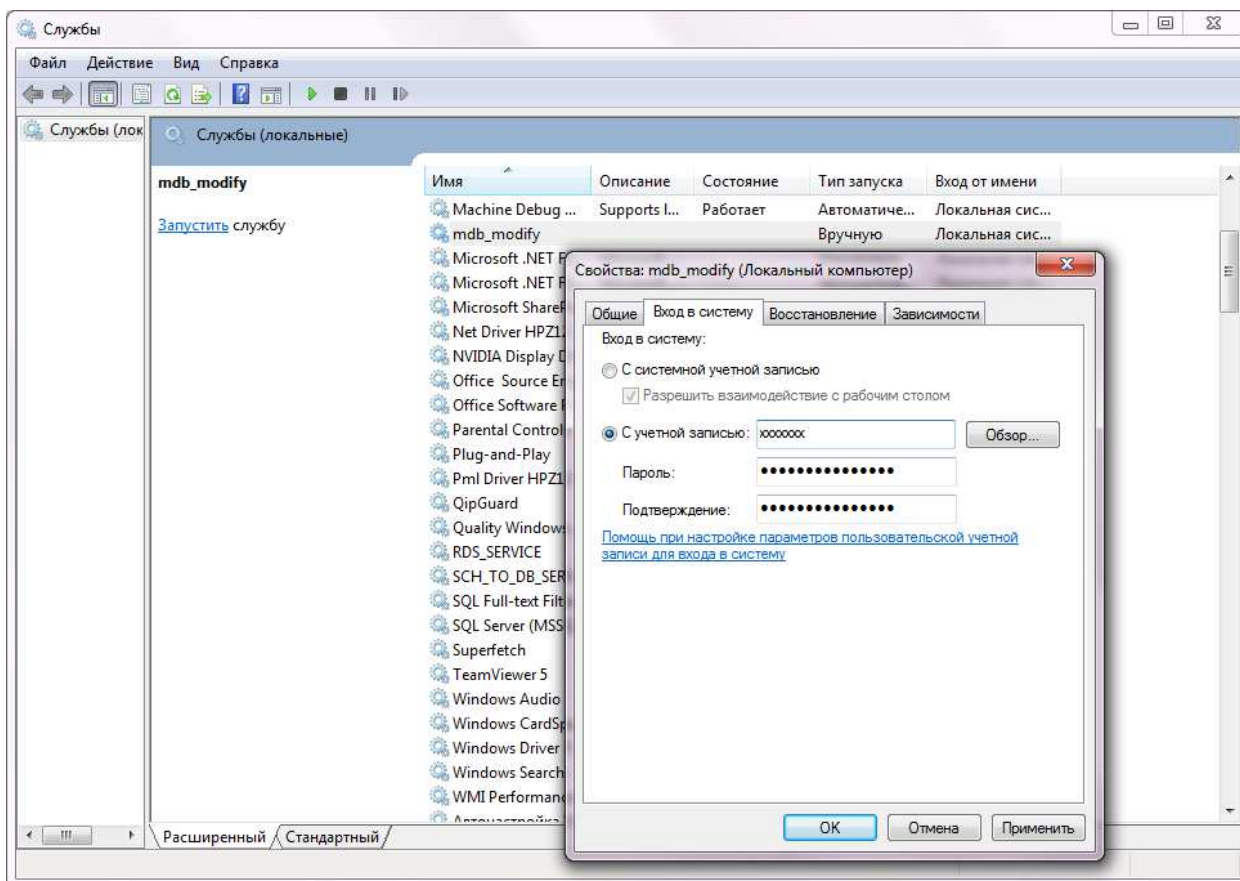 Службы
Файл Действие Вид Справка
Службы (лок
Службы (локальные)
mdb_modify
Запустить службу
Имя Описание Состояние Тип запуска Вход от имени
Machine Debug ... Supports I... Работает Автоматиче... Локальная сис...
mdb_modify Вручную Локальная сис...
Microsoft .NET F
Microsoft .NET F
Microsoft ShareP
Net Driver HPZ12
NVIDIA Display D
Office Source En
Office Software P
Parental Control
Plug-and-Play
Pml Driver HPZ1
QipGuard
Quality Windows
RDS_SERVICE
SCH_TO_DB_SER
SQL Full-text Filt
SQL Server (MSS
Superfetch
TeamViewer 5
Windows Audio
Windows CardSp
Windows Driver
Windows Search
WMI Performanc
Расширенный Стандартный
Свойства: mdb_modify (Локальный компьютер)
Общие Вход в систему Восстановление Зависимости
Вход в систему:
С системной учетной записью
Разрешить взаимодействие с рабочим столом
С учетной записью: xxxxxxx Обзор...
Пароль: ●●●●●●●●●●●●●●●
Подтверждение: ●●●●●●●●●●●●●●●
Помощь при настройке параметров пользовательской учетной
записи для входа в систему
OK Отмена Применить